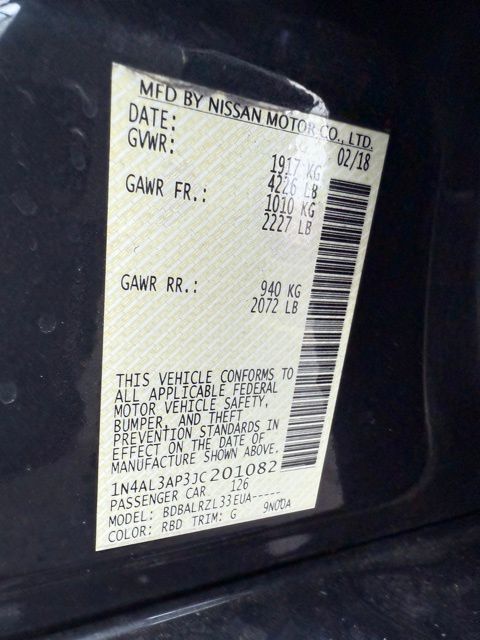 MFD BY NISSAN MOTOR CO., LTD.
DATE: 02/18
GVWR: 1917 KG
4226 LB
GAWR FR.: 1010 KG
2227 LB
GAWR RR.: 940 KG
2072 LB
THIS VEHICLE CONFORMS TO
ALL APPLICABLE FEDERAL
MOTOR VEHICLE SAFETY,
BUMPER, AND THEFT
PREVENTION STANDARDS IN
EFFECT ON THE DATE OF
MANUFACTURE SHOWN ABOVE.
1N4AL3AP3JC201082
PASSENGER CAR 126
MODEL: BDBALRZL33EUA-----
COLOR: RBD TRIM: G 9N00A